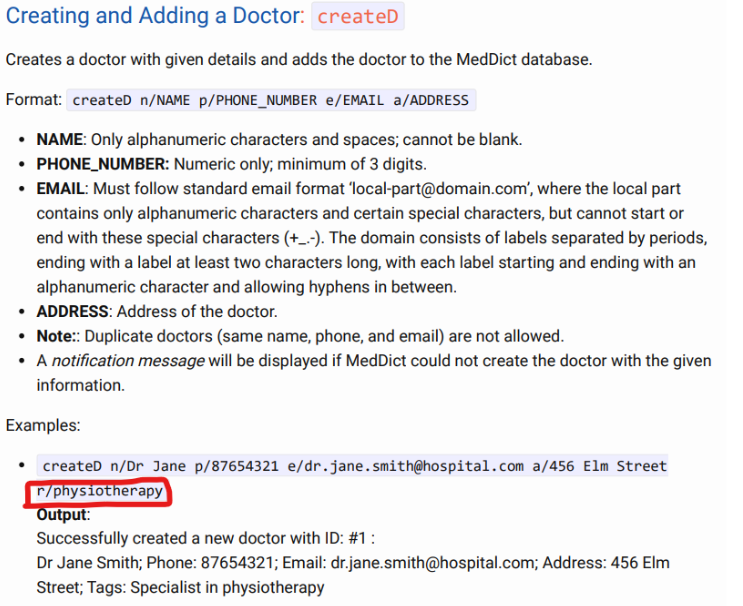 Creating and Adding a Doctor: createD
Creates a doctor with given details and adds the doctor to the MedDict database.
Format: createD n/NAME p/PHONE_NUMBER e/EMAIL a/ADDRESS
• NAME: Only alphanumeric characters and spaces; cannot be blank.
• PHONE_NUMBER: Numeric only; minimum of 3 digits.
• EMAIL: Must follow standard email format ‘local-part@domain.com’, where the local part
contains only alphanumeric characters and certain special characters, but cannot start or
end with these special characters (+_.-). The domain consists of labels separated by periods,
ending with a label at least two characters long, with each label starting and ending with an
alphanumeric character and allowing hyphens in between.
• ADDRESS: Address of the doctor.
• Note:: Duplicate doctors (same name, phone, and email) are not allowed.
• A notification message will be displayed if MedDict could not create the doctor with the given
information.
Examples:
• createD n/Dr Jane p/87654321 e/dr.jane.smith@hospital.com a/456 Elm Street
r/physiotherapy
Output:
Successfully created a new doctor with ID: #1 :
Dr Jane Smith; Phone: 87654321; Email: dr.jane.smith@hospital.com; Address: 456 Elm
Street; Tags: Specialist in physiotherapy